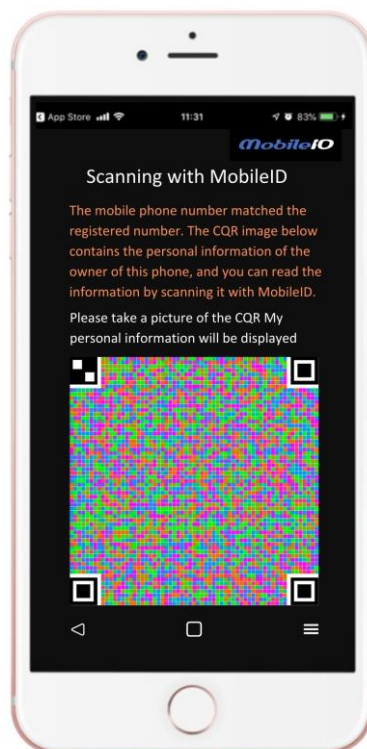 App Store 11:31 83%
MobileID
Scanning with MobileID
The mobile phone number matched the
registered number. The CQR image below
contains the personal information of the
owner of this phone, and you can read the
information by scanning it with MobileID.
Please take a picture of the CQR My
personal information will be displayed